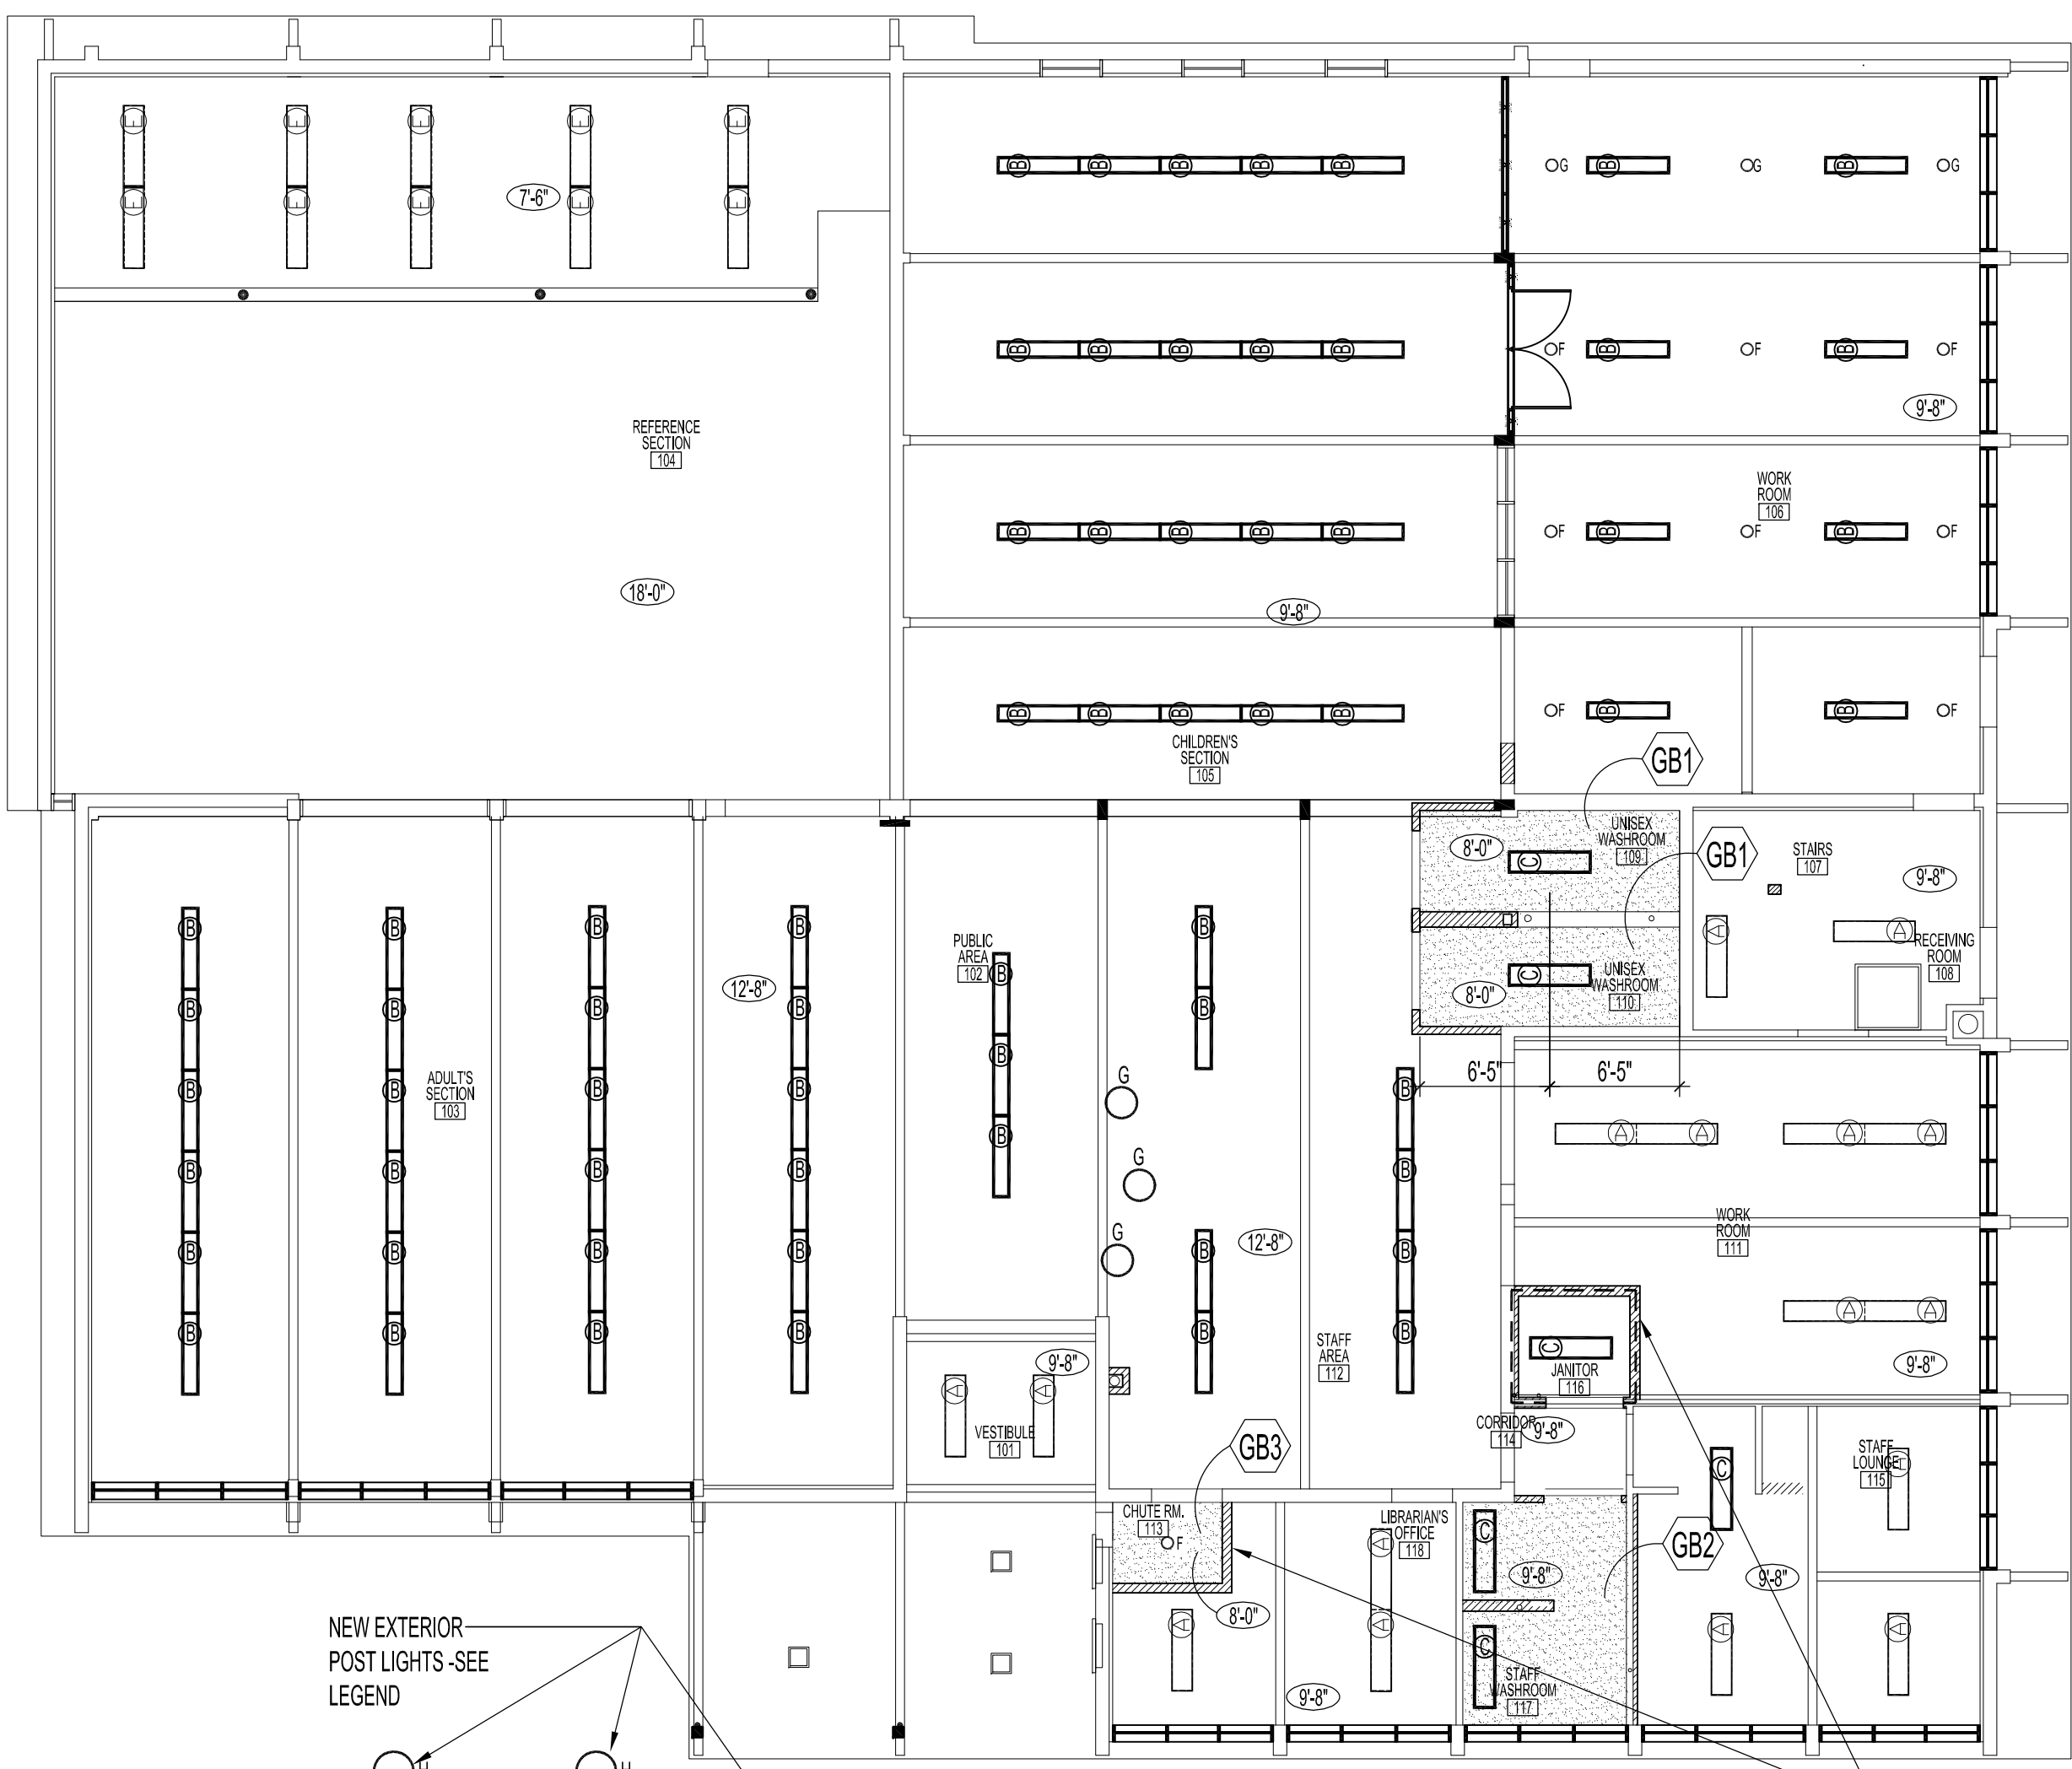 E E E E E
E E E E E
7'-6"
B B B B B
G B G B G
B B B B B
F B F B F
9'-8"
REFERENCE
SECTION
104
WORK
ROOM
106
B B B B B
F B F B F
18'-0"
9'-8"
B B B B B
F B B F
CHILDREN'S
SECTION
105
GB1
UNISEX
WASHROOM
109
8'-0"
C
GB1
STAIRS
107
9'-8"
A A
RECEIVING
ROOM
108
PUBLIC
AREA
102
B B B B B
B
B B B B B
12'-8"
B
UNISEX
WASHROOM
110
8'-0"
C
6'-5" 6'-5"
ADULT'S
SECTION
103
B B B B
B
B
G
B
A A A A
B B B B
B
G
WORK
ROOM
111
B B B B
G
B
12'-8"
B
A A
B B B B
B
B
STAFF
AREA
112
C
JANITOR
116
9'-8"
9'-8"
A A
VESTIBULE
101
CORRIDOR
114
9'-8"
GB3
C
STAFF
LOUNGE
115
A
CHUTE RM.
113
F
LIBRARIAN'S
OFFICE
118
A
C
GB2
9'-8"
9'-8"
8'-0"
A
A
C
A
A
STAFF
WASHROOM
117
9'-8"
NEW EXTERIOR
POST LIGHTS -SEE
LEGEND
H H